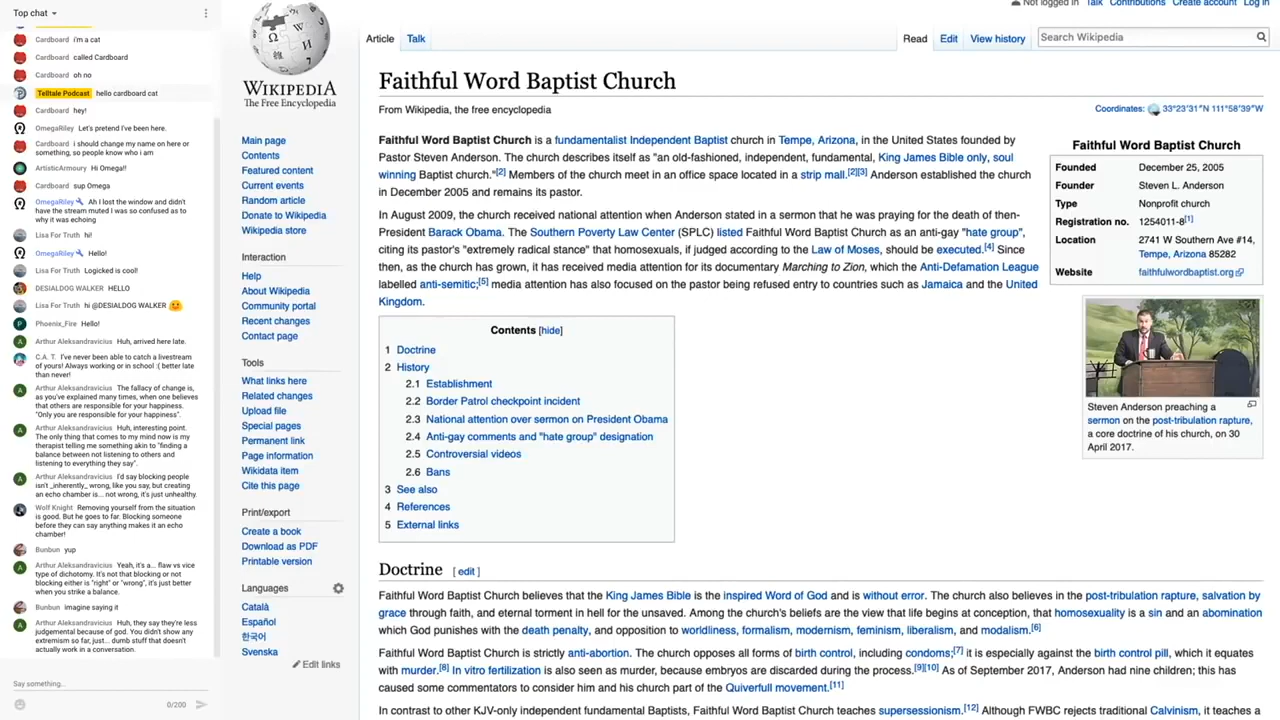 Top chat
Cardboard i'm a cat
Cardboard called Cardboard
Cardboard oh no
Telltale Podcast hello cardboard cat
Cardboard hey!
OmegaRiley Let's pretend I've been here.
Cardboard i should change my name on here or
something, so people know who i am
ArtisticArmoury Hi Omega!!
Cardboard sup Omega
OmegaRiley Ah I lost the window and didn't
have the stream muted I was so confused as to
why it was echoing
Lisa For Truth hi!
OmegaRiley Hello!
Lisa For Truth Logicked is cool!
DESIALDOG WALKER HELLO
Lisa For Truth hi @DESIALDOG WALKER
Phoenix_Fire Hello!
Arthur Aleksandravicius Huh, arrived here late.
C.A. T. I've never been able to catch a livestream
of yours! Always working or in school :( better late
than never!
Arthur Aleksandravicius The fallacy of change is,
as you've explained many times, when one believes
that others are responsible for your happiness.
"Only you are responsible for your happiness".
Arthur Aleksandravicius Huh, interesting point.
The only thing that comes to my mind now is my
therapist telling me something akin to "finding a
balance between not listening to others and
listening to everything they say".
Arthur Aleksandravicius I'd say blocking people
isn't _inherently_ wrong, like you say, but creating
an echo chamber is... not wrong, it's just unhealthy.
Wolf Knight Removing yourself from the situation
is good. But he goes to far. Blocking someone
before they can say anything makes it an echo
chamber!
Bunbun yup
Arthur Aleksandravicius Yeah, it's a... flaw vs vice
type of dichotomy. It's not that blocking or not
blocking either is "right" or "wrong", it's just better
when you strike a balance.
Bunbun imagine saying it
Arthur Aleksandravicius Huh, they say they're less
judgemental because of god. You didn't show any
extremism so far, just... dumb stuff that doesn't
actually work in a conversation.
Say something...
0/200
WIKIPEDIA
The Free Encyclopedia
Main page
Contents
Featured content
Current events
Random article
Donate to Wikipedia
Wikipedia store
Interaction
Help
About Wikipedia
Community portal
Recent changes
Contact page
Tools
What links here
Related changes
Upload file
Special pages
Permanent link
Page information
Wikidata item
Cite this page
Print/export
Create a book
Download as PDF
Printable version
Languages
Català
Español
한국어
Svenska
Edit links
Not logged in Talk Contributions Create account Log in
Article Talk Read Edit View history Search Wikipedia
Faithful Word Baptist Church
From Wikipedia, the free encyclopedia
Coordinates: 33°23′31″N 111°58′39″W
Faithful Word Baptist Church is a fundamentalist Independent Baptist church in Tempe, Arizona, in the United States founded by
Pastor Steven Anderson. The church describes itself as "an old-fashioned, independent, fundamental, King James Bible only, soul
winning Baptist church."[2] Members of the church meet in an office space located in a strip mall.[2][3] Anderson established the church
in December 2005 and remains its pastor.
In August 2009, the church received national attention when Anderson stated in a sermon that he was praying for the death of then-
President Barack Obama. The Southern Poverty Law Center (SPLC) listed Faithful Word Baptist Church as an anti-gay "hate group",
citing its pastor's "extremely radical stance" that homosexuals, if judged according to the Law of Moses, should be executed.[4] Since
then, as the church has grown, it has received media attention for its documentary Marching to Zion, which the Anti-Defamation League
labelled anti-semitic;[5] media attention has also focused on the pastor being refused entry to countries such as Jamaica and the United
Kingdom.
Faithful Word Baptist Church
Founded December 25, 2005
Founder Steven L. Anderson
Type Nonprofit church
Registration no. 1254011-8[1]
Location 2741 W Southern Ave #14,
Tempe, Arizona 85282
Website faithfulwordbaptist.org
Steven Anderson preaching a
sermon on the post-tribulation rapture,
a core doctrine of his church, on 30
April 2017.
Contents [hide]
1 Doctrine
2 History
2.1 Establishment
2.2 Border Patrol checkpoint incident
2.3 National attention over sermon on President Obama
2.4 Anti-gay comments and "hate group" designation
2.5 Controversial videos
2.6 Bans
3 See also
4 References
5 External links
Doctrine [ edit ]
Faithful Word Baptist Church believes that the King James Bible is the inspired Word of God and is without error. The church also believes in the post-tribulation rapture, salvation by
grace through faith, and eternal torment in hell for the unsaved. Among the church's beliefs are the view that life begins at conception, that homosexuality is a sin and an abomination
which God punishes with the death penalty, and opposition to worldliness, formalism, modernism, feminism, liberalism, and modalism.[6]
Faithful Word Baptist Church is strictly anti-abortion. The church opposes all forms of birth control, including condoms;[7] it is especially against the birth control pill, which it equates
with murder.[8] In vitro fertilization is also seen as murder, because embryos are discarded during the process.[9][10] As of September 2017, Anderson had nine children; this has
caused some commentators to consider him and his church part of the Quiverfull movement.[11]
In contrast to other KJV-only independent fundamental Baptists, Faithful Word Baptist Church teaches supersessionism.[12] Although FWBC rejects traditional Calvinism, it teaches a